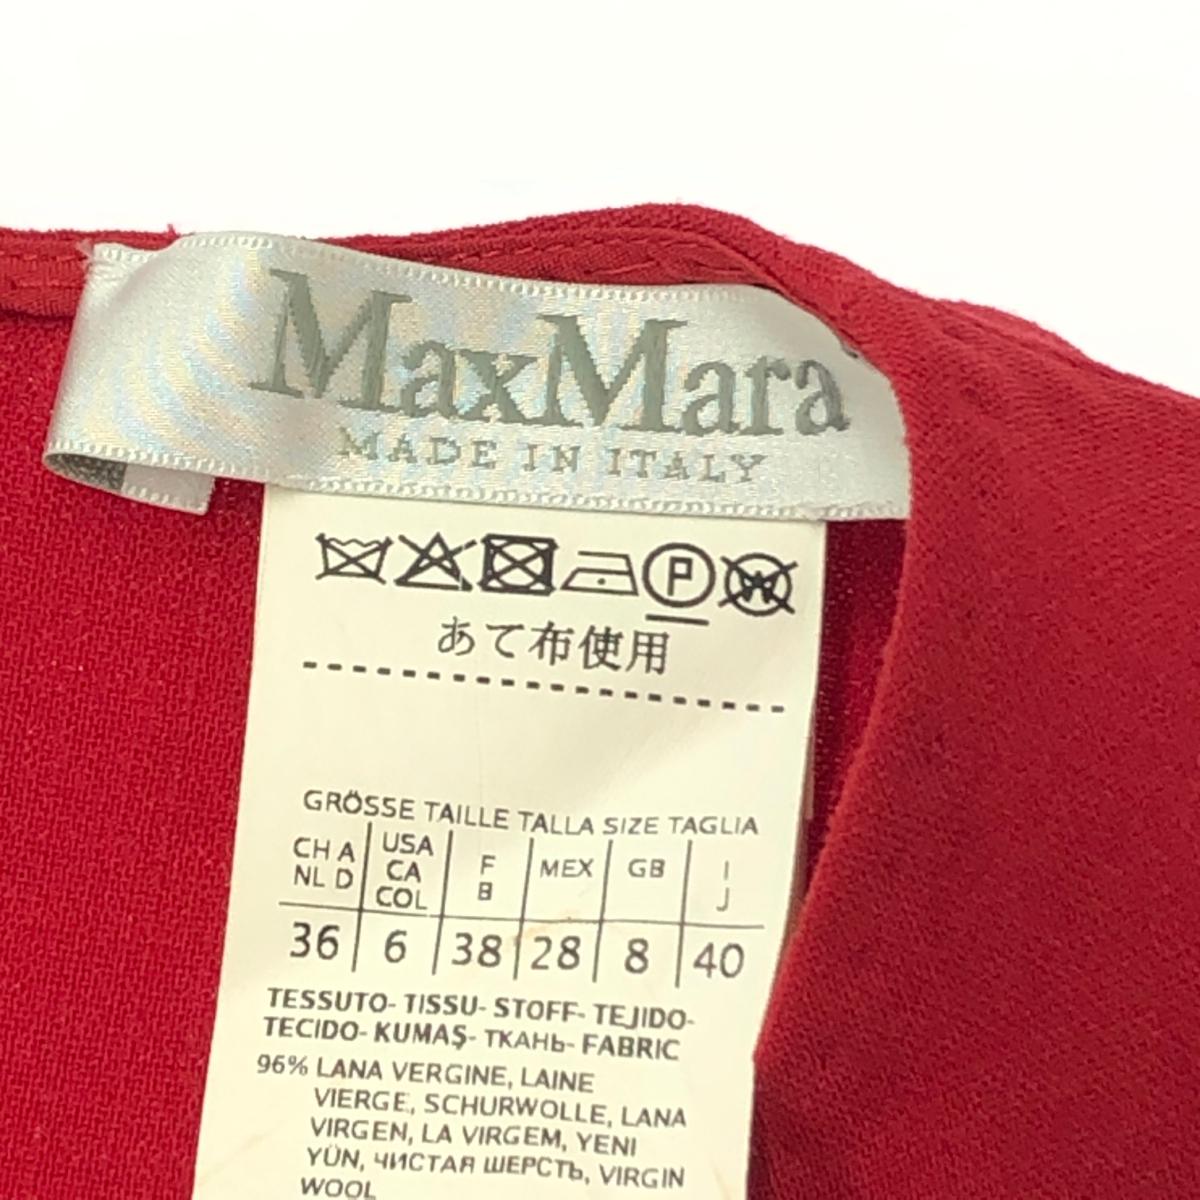 MaxMara
MADE IN ITALY
P W
あて布使用
GRÖSSE TAILLE TALLA SIZE TAGLIA
CH A NL D | USA CA COL | F B | MEX | GB | I J
36 | 6 | 38 | 28 | 8 | 40
TESSUTO- TISSU- STOFF- TEJIDO-
TECIDO- KUMAŞ- ТКАНЬ- FABRIC
96% LANA VERGINE, LAINE
VIERGE, SCHURWOLLE, LANA
VIRGEN, LA VIRGEM, YENI
YÜN, ЧИСТАЯ ШЕРСТЬ, VIRGIN
WOOL